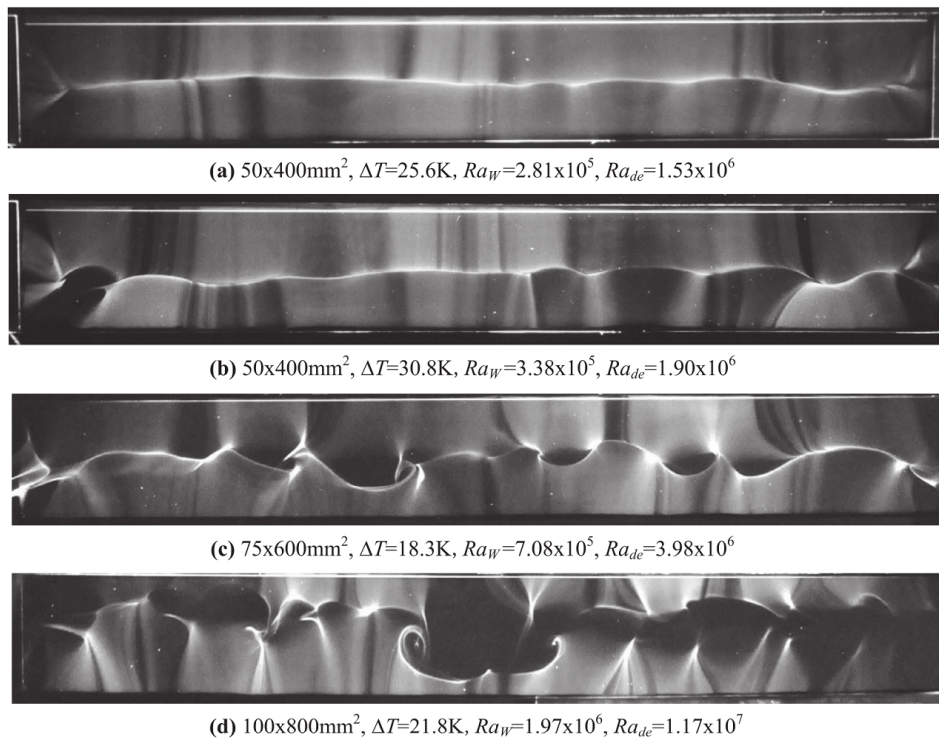 (a) 50x400mm², ΔT=25.6K, Ra_W=2.81x10⁵, Ra_de=1.53x10⁶
(b) 50x400mm², ΔT=30.8K, Ra_W=3.38x10⁵, Ra_de=1.90x10⁶
(c) 75x600mm², ΔT=18.3K, Ra_W=7.08x10⁵, Ra_de=3.98x10⁶
(d) 100x800mm², ΔT=21.8K, Ra_W=1.97x10⁶, Ra_de=1.17x10⁷